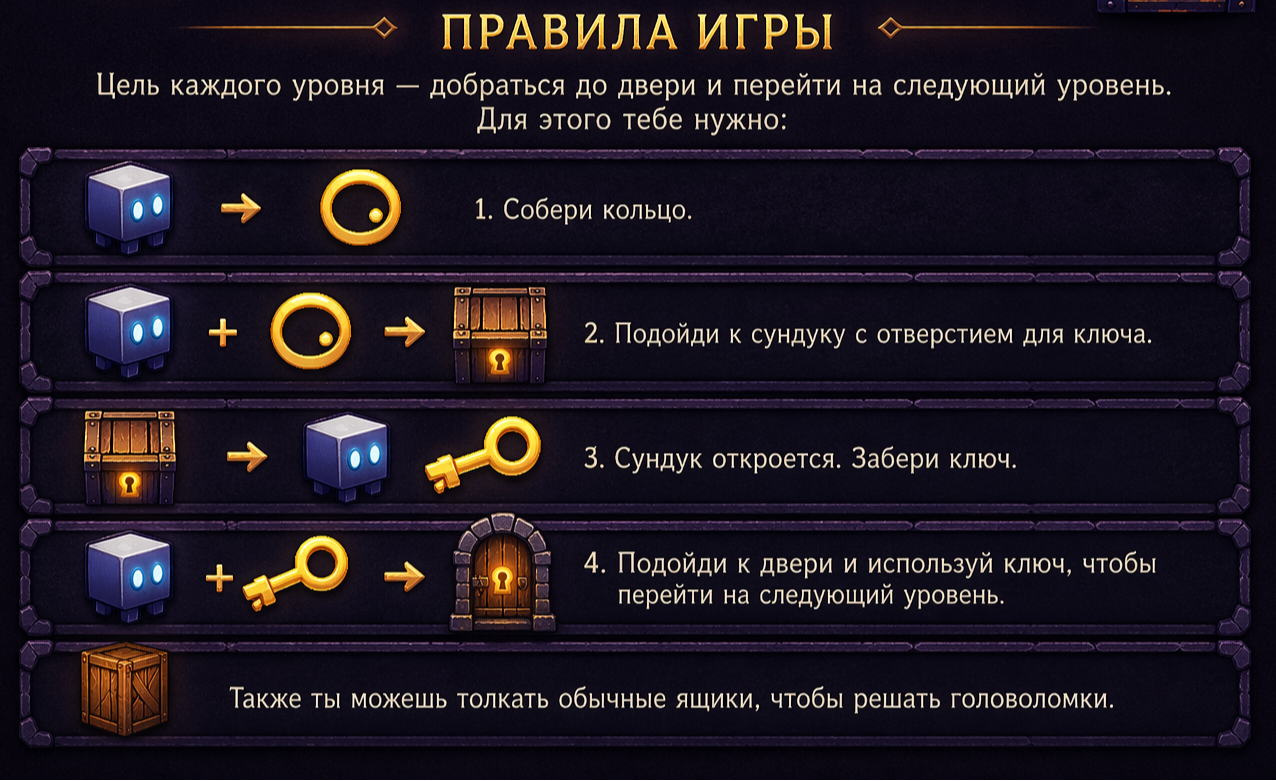 ПРАВИЛА ИГРЫ
Цель каждого уровня — добраться до двери и перейти на следующий уровень.
Для этого тебе нужно:
1. Собери кольцо.
2. Подойди к сундуку с отверстием для ключа.
3. Сундук откроется. Забери ключ.
4. Подойди к двери и используй ключ, чтобы
перейти на следующий уровень.
Также ты можешь толкать обычные ящики, чтобы решать головоломки.